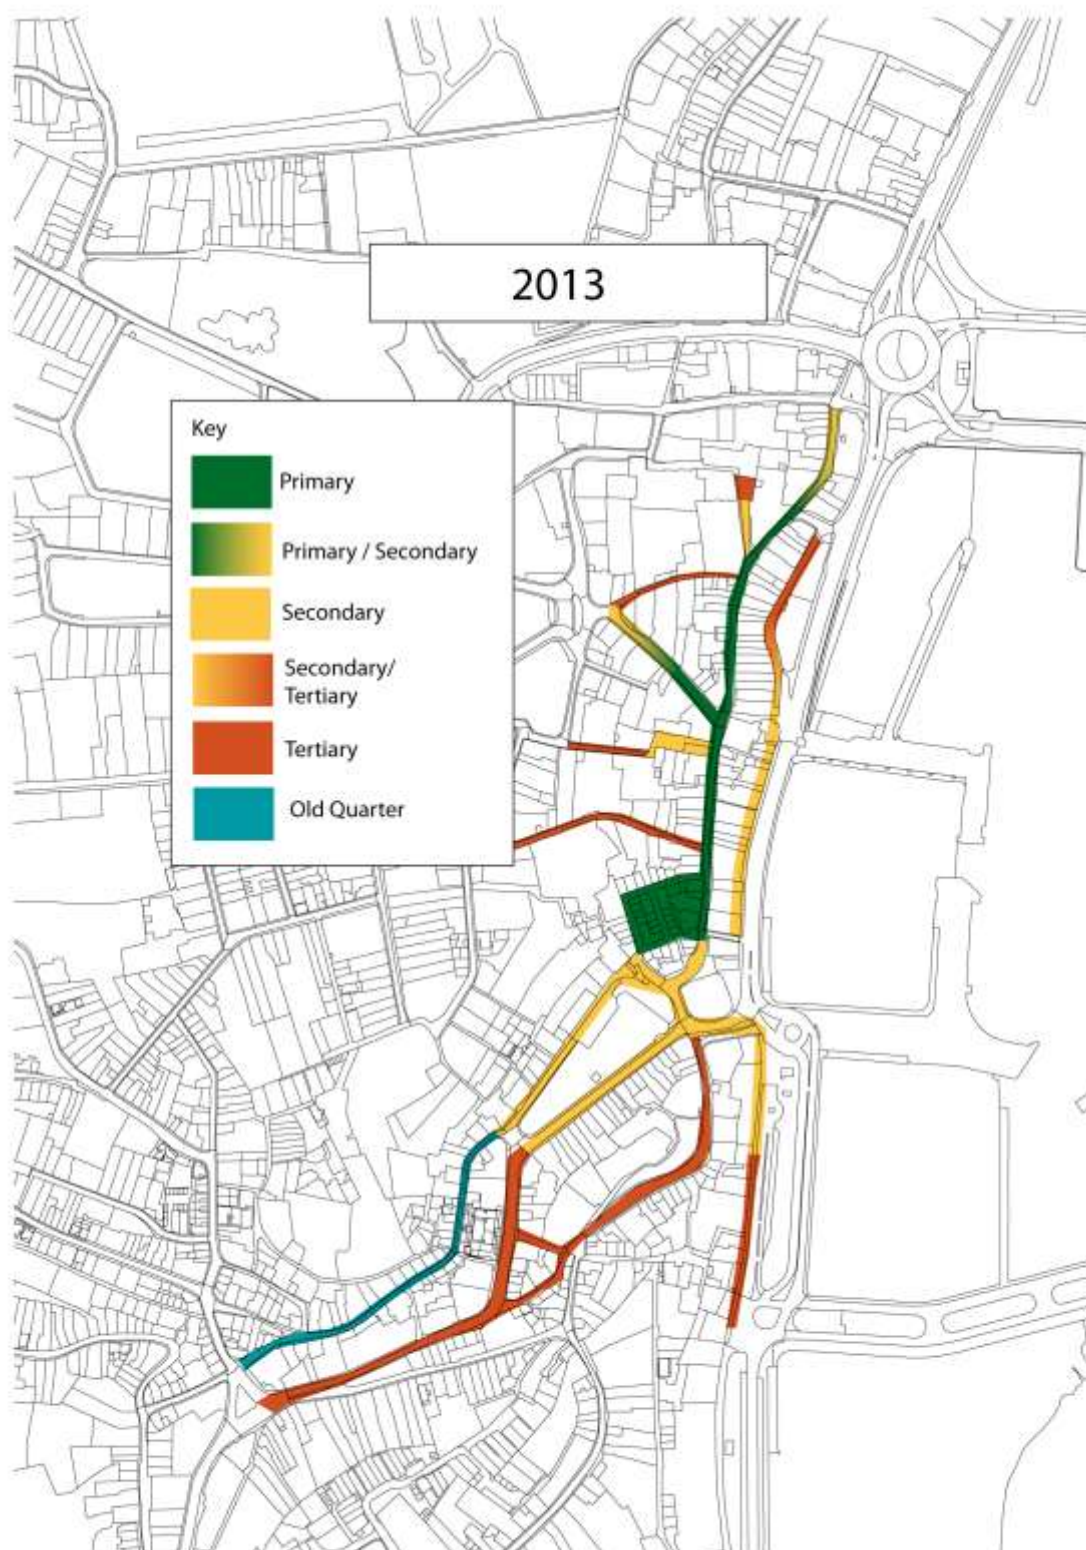 2013
Key
Primary
Primary / Secondary
Secondary
Secondary/
Tertiary
Tertiary
Old Quarter